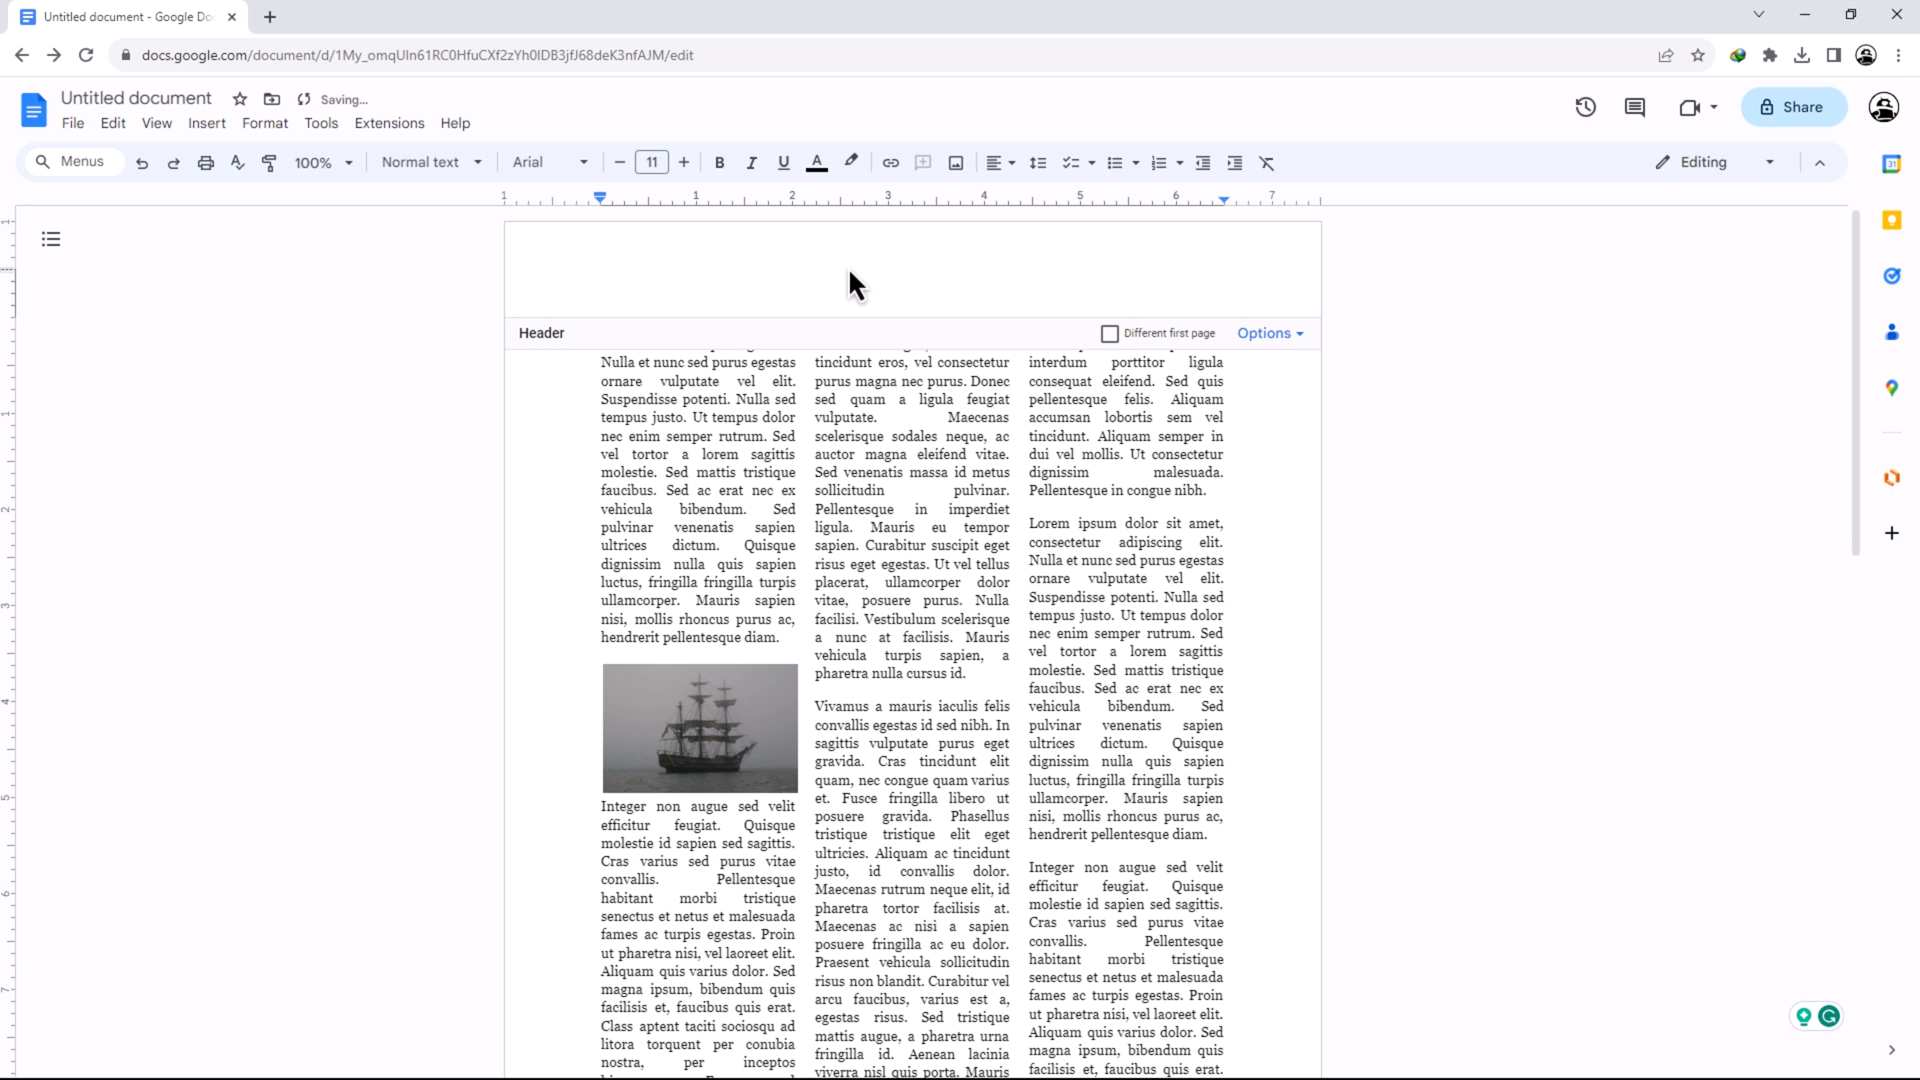 Untitled document - Google Do
docs.google.com/document/d/1My_omqUIn61RC0HfuCXf2zYh0IDB3jfJ68deK3nfAJM/edit
Untitled document
Saving...
File Edit View Insert Format Tools Extensions Help
Share
Menus
100%
Normal text
Arial
11
Editing
1 1 2 3 4 5 6 7
Header
Different first page
Options
Nulla et nunc sed purus egestas
ornare vulputate vel elit.
Suspendisse potenti. Nulla sed
tempus justo. Ut tempus dolor
nec enim semper rutrum. Sed
vel tortor a lorem sagittis
molestie. Sed mattis tristique
faucibus. Sed ac erat nec ex
vehicula bibendum. Sed
pulvinar venenatis sapien
ultrices dictum. Quisque
dignissim nulla quis sapien
luctus, fringilla fringilla turpis
ullamcorper. Mauris sapien
nisi, mollis rhoncus purus ac,
hendrerit pellentesque diam.
Integer non augue sed velit
efficitur feugiat. Quisque
molestie id sapien sed sagittis.
Cras varius sed purus vitae
convallis. Pellentesque
habitant morbi tristique
senectus et netus et malesuada
fames ac turpis egestas. Proin
ut pharetra nisi, vel laoreet elit.
Aliquam quis varius dolor. Sed
magna ipsum, bibendum quis
facilisis et, faucibus quis erat.
Class aptent taciti sociosqu ad
litora torquent per conubia
nostra, per inceptos
tincidunt eros, vel consectetur
purus magna nec purus. Donec
sed quam a ligula feugiat
vulputate. Maecenas
scelerisque sodales neque, ac
auctor magna eleifend vitae.
Sed venenatis massa id metus
sollicitudin pulvinar.
Pellentesque in imperdiet
ligula. Mauris eu tempor
sapien. Curabitur suscipit eget
risus eget egestas. Ut vel tellus
placerat, ullamcorper dolor
vitae, posuere purus. Nulla
facilisi. Vestibulum scelerisque
a nunc at facilisis. Mauris
vehicula turpis sapien, a
pharetra nulla cursus id.
Vivamus a mauris iaculis felis
convallis egestas id sed nibh. In
sagittis vulputate purus eget
gravida. Cras tincidunt elit
quam, nec congue quam varius
et. Fusce fringilla libero ut
posuere gravida. Phasellus
tristique tristique elit eget
ultricies. Aliquam ac tincidunt
justo, id convallis dolor.
Maecenas rutrum neque elit, id
pharetra tortor facilisis at.
Maecenas ac nisi a sapien
posuere fringilla ac eu dolor.
Praesent vehicula sollicitudin
risus non blandit. Curabitur vel
arcu faucibus, varius est a,
egestas risus. Sed tristique
mattis augue, a pharetra urna
fringilla id. Aenean lacinia
viverra nisl quis porta. Mauris
interdum porttitor ligula
consequat eleifend. Sed quis
pellentesque felis. Aliquam
accumsan lobortis sem vel
tincidunt. Aliquam semper in
dui vel mollis. Ut consectetur
dignissim malesuada.
Pellentesque in congue nibh.
Lorem ipsum dolor sit amet,
consectetur adipiscing elit.
Nulla et nunc sed purus egestas
ornare vulputate vel elit.
Suspendisse potenti. Nulla sed
tempus justo. Ut tempus dolor
nec enim semper rutrum. Sed
vel tortor a lorem sagittis
molestie. Sed mattis tristique
faucibus. Sed ac erat nec ex
vehicula bibendum. Sed
pulvinar venenatis sapien
ultrices dictum. Quisque
dignissim nulla quis sapien
luctus, fringilla fringilla turpis
ullamcorper. Mauris sapien
nisi, mollis rhoncus purus ac,
hendrerit pellentesque diam.
Integer non augue sed velit
efficitur feugiat. Quisque
molestie id sapien sed sagittis.
Cras varius sed purus vitae
convallis. Pellentesque
habitant morbi tristique
senectus et netus et malesuada
fames ac turpis egestas. Proin
ut pharetra nisi, vel laoreet elit.
Aliquam quis varius dolor. Sed
magna ipsum, bibendum quis
facilisis et, faucibus quis erat.